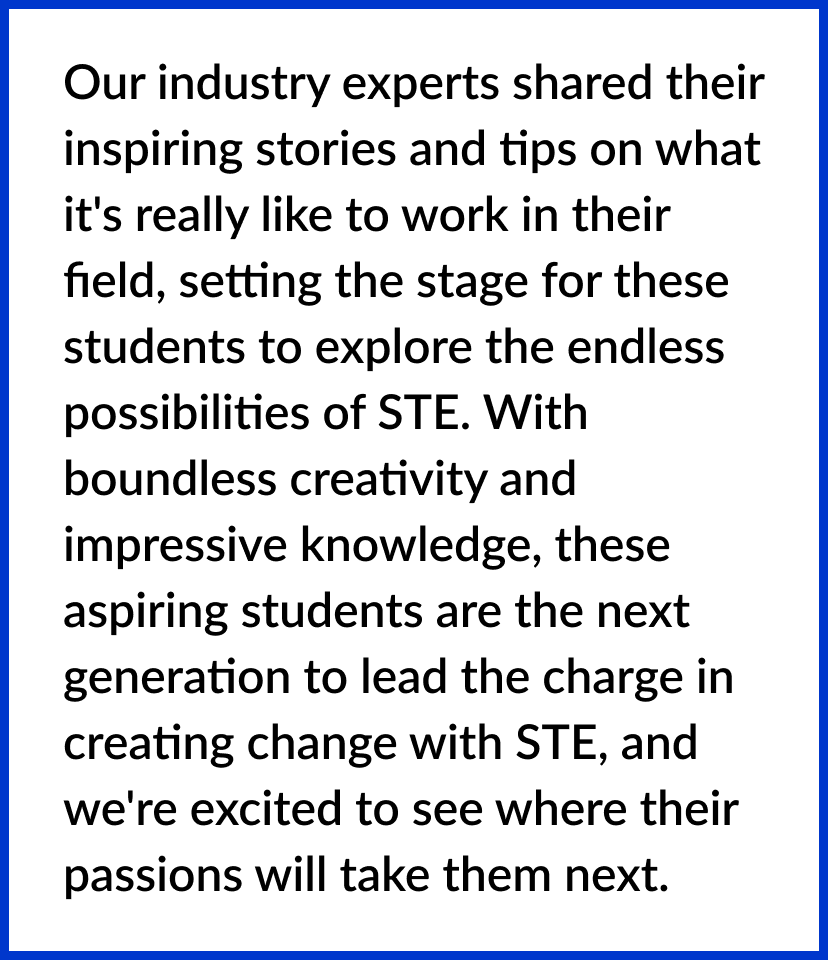 Our industry experts shared their
inspiring stories and tips on what
it's really like to work in their
field, setting the stage for these
students to explore the endless
possibilities of STE. With
boundless creativity and
impressive knowledge, these
aspiring students are the next
generation to lead the charge in
creating change with STE, and
we're excited to see where their
passions will take them next.